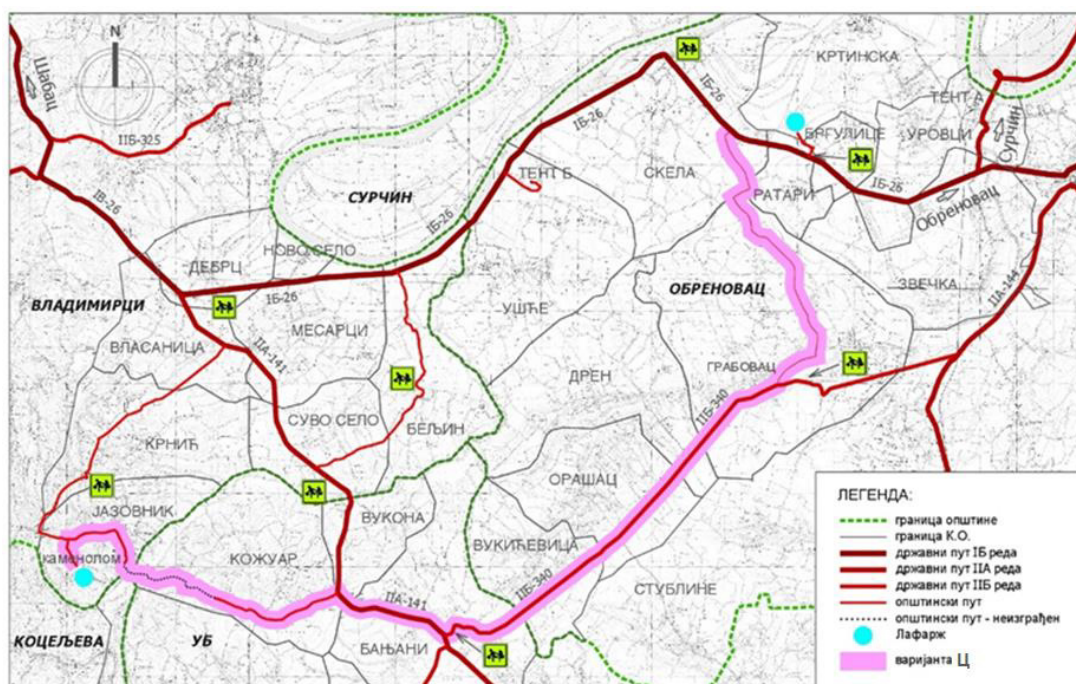 N
Шабац
IIБ-325
IБ-26
КРТИНСКА
ТЕНТ А
Сурчин
БРГУЛИЦЕ
УРОВЦИ
IБ-26
СКЕЛА
ТЕНТ Б
РАТАРИ
IБ-26
Обреновац
СУРЧИН
IВ-26
IБ-26
НОВО СЕЛО
ДЕБРЦ
IБ-26
ЗВЕЧКА
IIА-144
ОБРЕНОВАЦ
ВЛАДИМИРЦИ
УШЋЕ
МЕСАРЦИ
ВЛАСАНИЦА
IIА-141
ГРАБОВАЦ
ДРЕН
IIБ-340
СУВО СЕЛО
БЕЉИН
КРНИЋ
ОРАШАЦ
ЈАЗОВНИК
ВУКОНА
ВУКИЋЕВИЦА
каменолом
КОЖУАР
IIБ-340
СТУБЛИНЕ
IIА-141
КОЦЕЉЕВА
УБ
БАЊАНИ
ЛЕГЕНДА:
граница општине
граница К.О.
државни пут IБ реда
државни пут IIА реда
државни пут IIБ реда
општински пут
општински пут - неизграђен
Лафарж
варијанта Ц